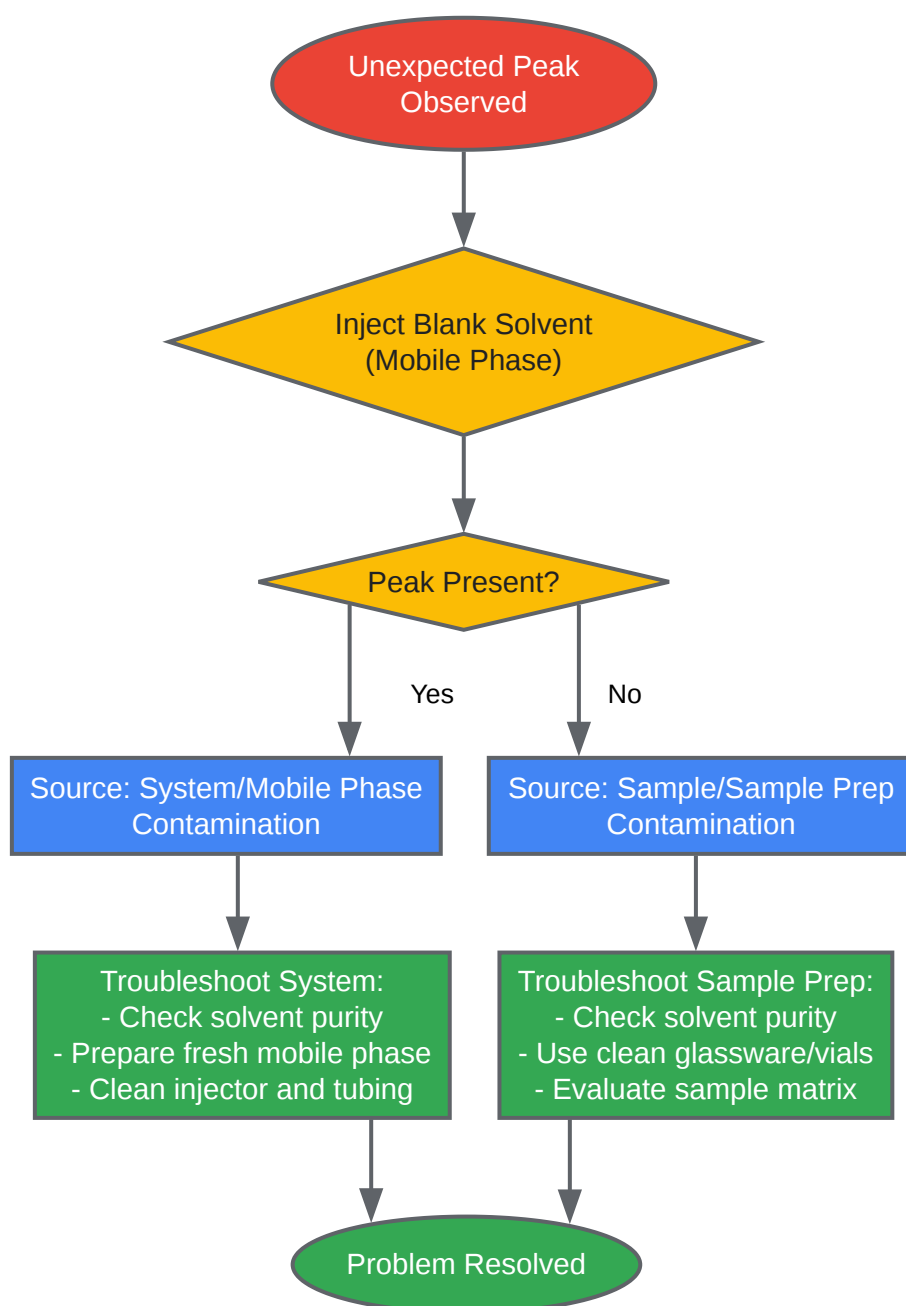 Unexpected Peak
Observed
Inject Blank Solvent
(Mobile Phase)
Peak Present?
Yes
No
Source: System/Mobile Phase
Contamination
Source: Sample/Sample Prep
Contamination
Troubleshoot System:
- Check solvent purity
- Prepare fresh mobile phase
- Clean injector and tubing
Troubleshoot Sample Prep:
- Check solvent purity
- Use clean glassware/vials
- Evaluate sample matrix
Problem Resolved